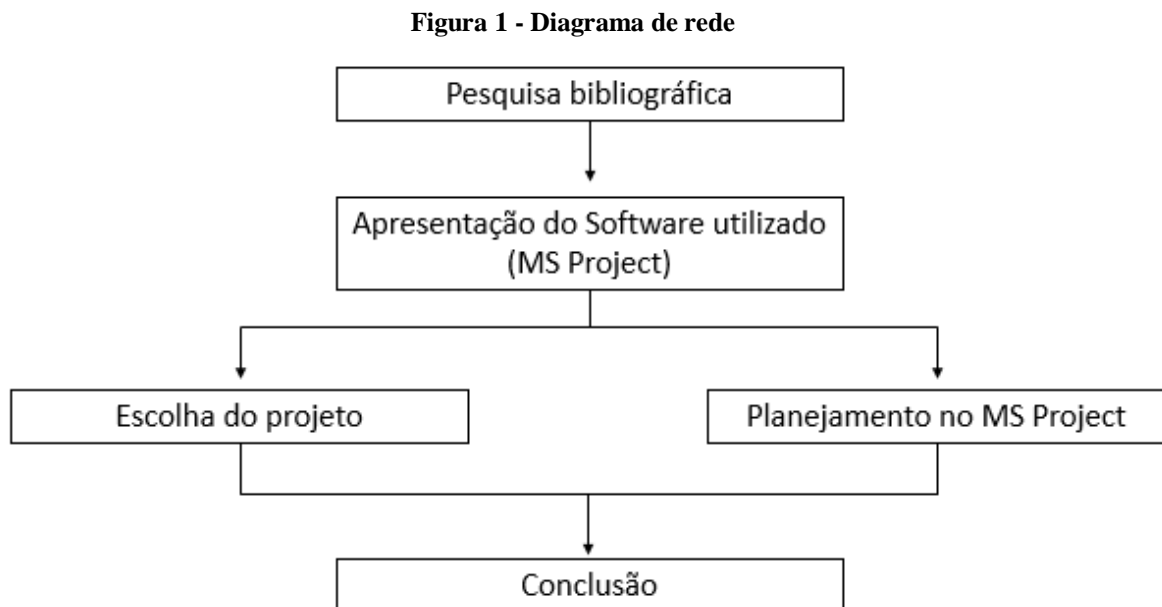 Figura 1 - Diagrama de rede
Pesquisa bibliográfica
Apresentação do Software utilizado
(MS Project)
Escolha do projeto
Planejamento no MS Project
Conclusão